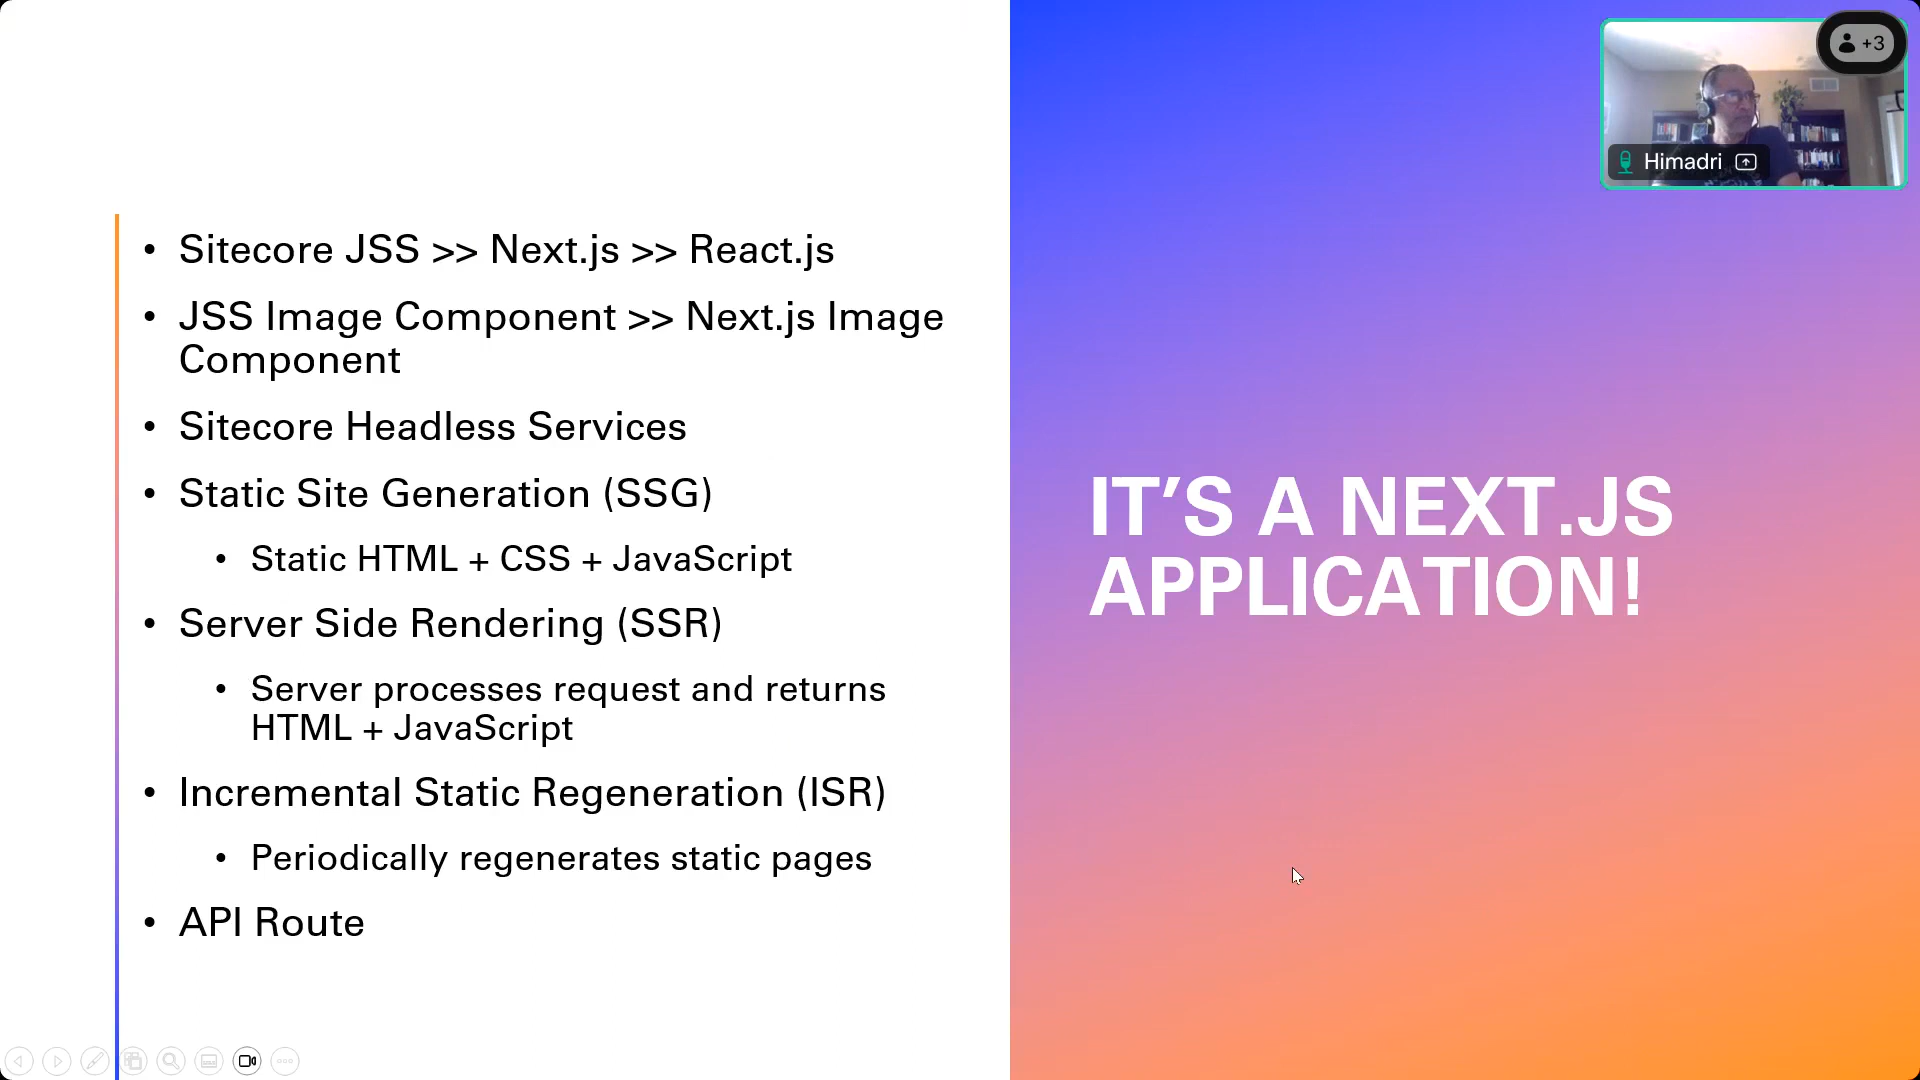 • Sitecore JSS >> Next.js >> React.js
• JSS Image Component >> Next.js Image
Component
• Sitecore Headless Services
• Static Site Generation (SSG)
• Static HTML + CSS + JavaScript
• Server Side Rendering (SSR)
• Server processes request and returns
HTML + JavaScript
• Incremental Static Regeneration (ISR)
• Periodically regenerates static pages
• API Route
IT’S A NEXT.JS
APPLICATION!
+3
Himadri